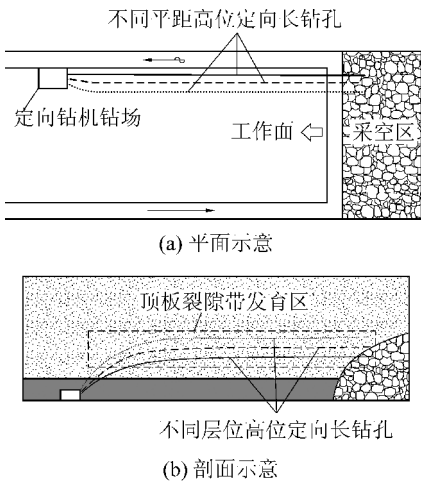 不同平距高位定向长钻孔
定向钻机钻场
工作面
采空区
(a) 平面示意
顶板裂隙带发育区
不同层位高位定向长钻孔
(b) 剖面示意